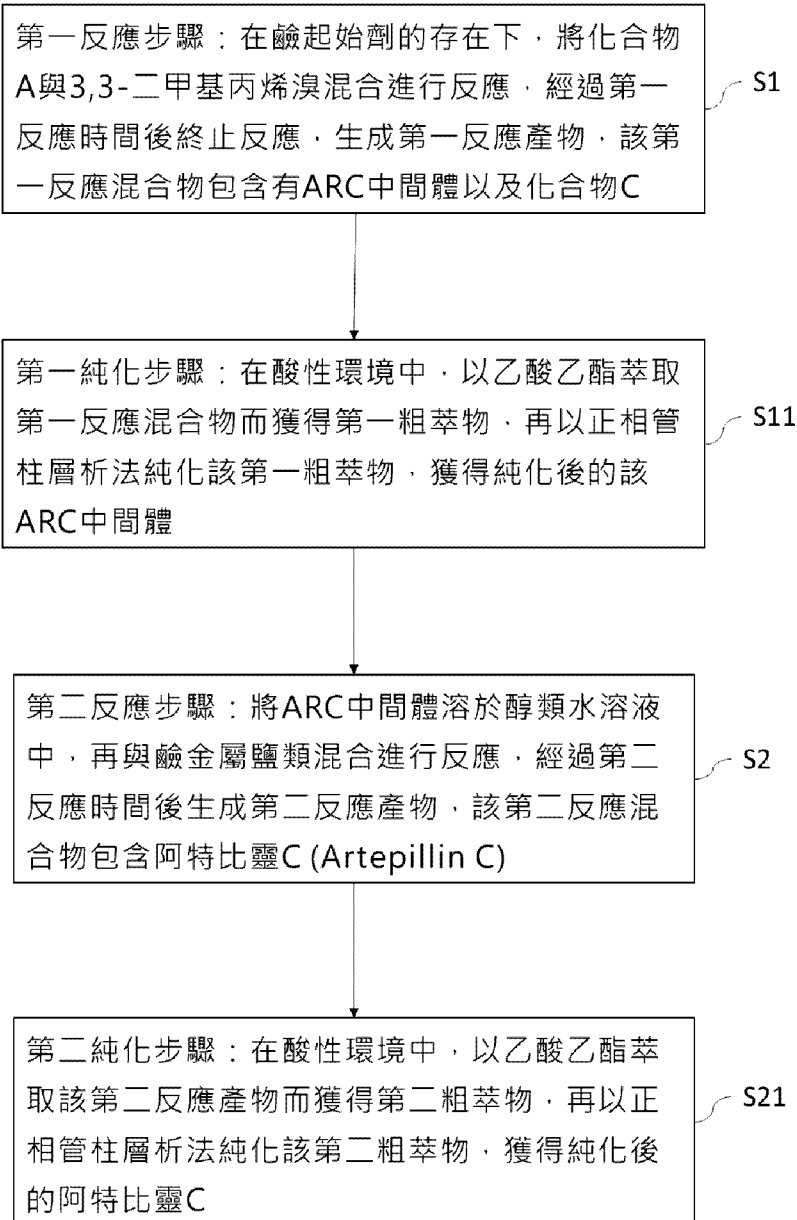 第一反應步驟：在鹼起始劑的存在下，將化合物
A與3,3-二甲基丙烯溴混合進行反應，經過第一
反應時間後終止反應，生成第一反應產物，該第
一反應混合物包含有ARC中間體以及化合物C
S1
第一純化步驟：在酸性環境中，以乙酸乙酯萃取
第一反應混合物而獲得第一粗萃物，再以正相管
柱層析法純化該第一粗萃物，獲得純化後的該
ARC中間體
S11
第二反應步驟：將ARC中間體溶於醇類水溶液
中，再與鹼金屬鹽類混合進行反應，經過第二
反應時間後生成第二反應產物，該第二反應混
合物包含阿特比靈C (Artepillin C)
S2
第二純化步驟：在酸性環境中，以乙酸乙酯萃
取該第二反應產物而獲得第二粗萃物，再以正
相管柱層析法純化該第二粗萃物，獲得純化後
的阿特比靈C
S21